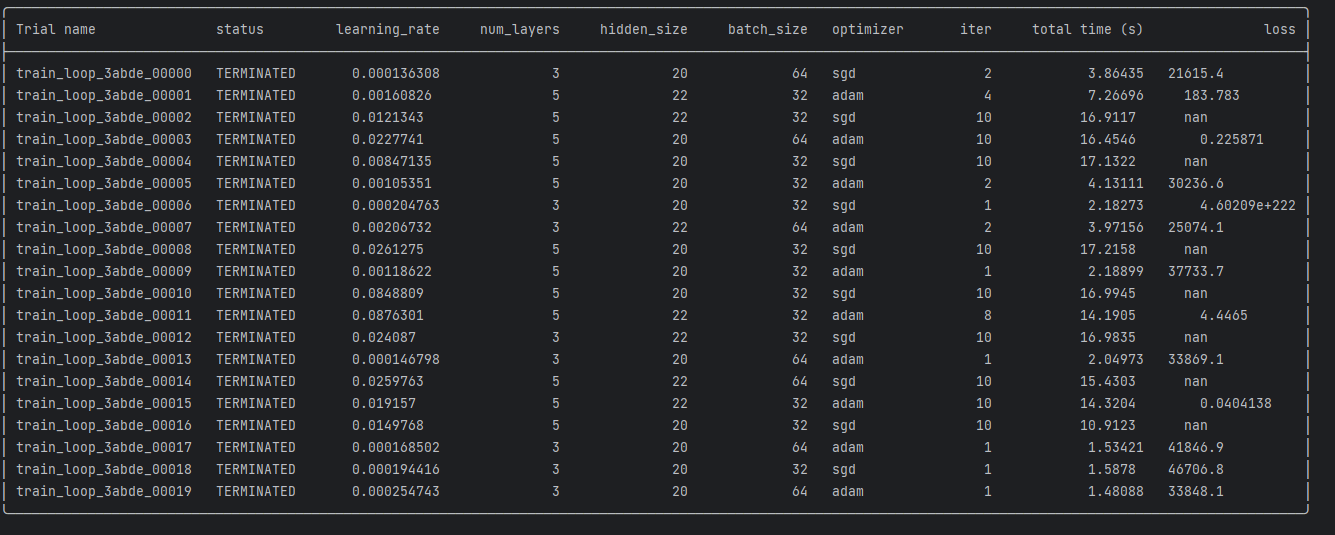 Trial name status learning_rate num_layers hidden_size batch_size optimizer iter total time (s) loss
train_loop_3abde_00000 TERMINATED 0.000136308 3 20 64 sgd 2 3.86435 21615.4
train_loop_3abde_00001 TERMINATED 0.00160826 5 22 32 adam 4 7.26696 183.783
train_loop_3abde_00002 TERMINATED 0.0121343 5 22 32 sgd 10 16.9117 nan
train_loop_3abde_00003 TERMINATED 0.0227741 5 20 64 adam 10 16.4546 0.225871
train_loop_3abde_00004 TERMINATED 0.00847135 5 20 32 sgd 10 17.1322 nan
train_loop_3abde_00005 TERMINATED 0.00105351 5 20 32 adam 2 4.13111 30236.6
train_loop_3abde_00006 TERMINATED 0.000204763 3 20 32 sgd 1 2.18273 4.60209e+222
train_loop_3abde_00007 TERMINATED 0.00206732 3 22 64 adam 2 3.97156 25074.1
train_loop_3abde_00008 TERMINATED 0.0261275 5 20 32 sgd 10 17.2158 nan
train_loop_3abde_00009 TERMINATED 0.00118622 5 20 32 adam 1 2.18899 37733.7
train_loop_3abde_00010 TERMINATED 0.0848809 5 20 32 sgd 10 16.9945 nan
train_loop_3abde_00011 TERMINATED 0.0876301 5 22 32 adam 8 14.1905 4.4465
train_loop_3abde_00012 TERMINATED 0.024087 3 22 32 sgd 10 16.9835 nan
train_loop_3abde_00013 TERMINATED 0.000146798 3 20 64 adam 1 2.04973 33869.1
train_loop_3abde_00014 TERMINATED 0.0259763 5 22 64 sgd 10 15.4303 nan
train_loop_3abde_00015 TERMINATED 0.019157 5 22 32 adam 10 14.3204 0.0404138
train_loop_3abde_00016 TERMINATED 0.0149768 5 20 32 sgd 10 10.9123 nan
train_loop_3abde_00017 TERMINATED 0.000168502 3 20 64 adam 1 1.53421 41846.9
train_loop_3abde_00018 TERMINATED 0.000194416 3 20 32 sgd 1 1.5878 46706.8
train_loop_3abde_00019 TERMINATED 0.000254743 3 20 64 adam 1 1.48088 33848.1